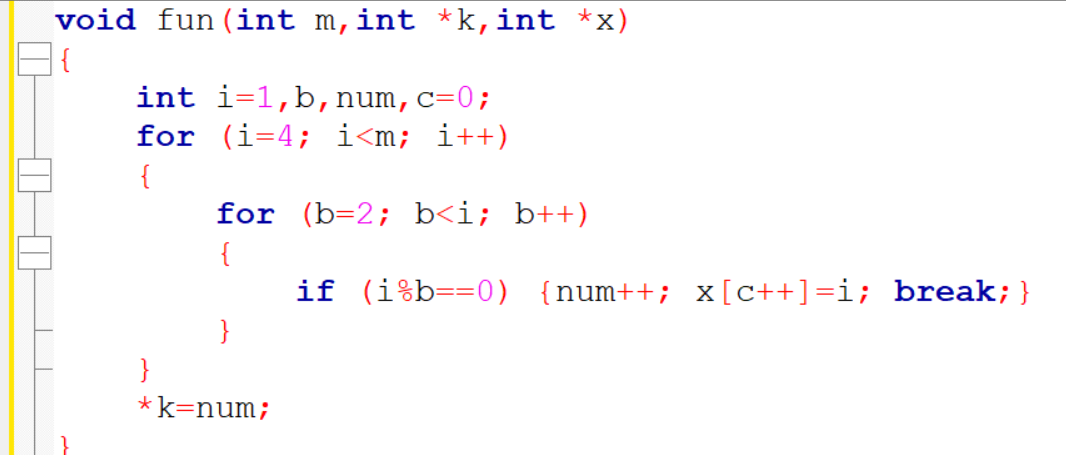 void fun(int m,int *k,int *x)
{
int i=1,b,num,c=0;
for (i=4; i<m; i++)
{
for (b=2; b<i; b++)
{
if (i%b==0) {num++; x[c++]=i; break;}
}
}
*k=num;
}